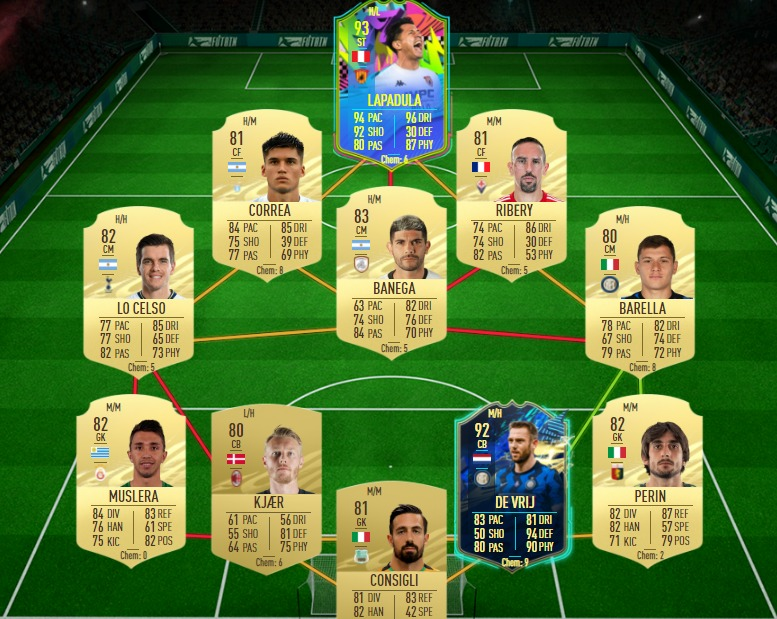 H/L
93
ST
LAPADULA
94 PAC 96 DRI
92 SHO 30 DEF
80 PAS 87 PHY
Chem: 6
H/M
81
CF
CORREA
84 PAC 85 DRI
75 SHO 39 DEF
77 PAS 69 PHY
Chem: 8
M/M
81
CF
RIBERY
74 PAC 86 DRI
74 SHO 30 DEF
82 PAS 53 PHY
Chem: 5
H/H
82
CM
LO CELSO
77 PAC 85 DRI
77 SHO 65 DEF
82 PAS 73 PHY
Chem: 5
H/M
83
CM
BANEGA
63 PAC 82 DRI
74 SHO 76 DEF
84 PAS 70 PHY
Chem: 5
M/H
80
CM
BARELLA
78 PAC 82 DRI
67 SHO 74 DEF
79 PAS 72 PHY
Chem: 8
M/M
82
GK
MUSLERA
84 DIV 83 REF
76 HAN 61 SPE
75 KIC 82 POS
Chem: 0
L/H
80
CB
KJÆR
61 PAC 56 DRI
55 SHO 81 DEF
64 PAS 75 PHY
Chem: 6
M/M
81
GK
CONSIGLI
81 DIV 83 REF
82 HAN 42 SPE
M/H
92
CB
DE VRIJ
83 PAC 81 DRI
50 SHO 94 DEF
80 PAS 90 PHY
Chem: 9
M/M
82
GK
PERIN
82 DIV 87 REF
82 HAN 57 SPE
71 KIC 79 POS
Chem: 2